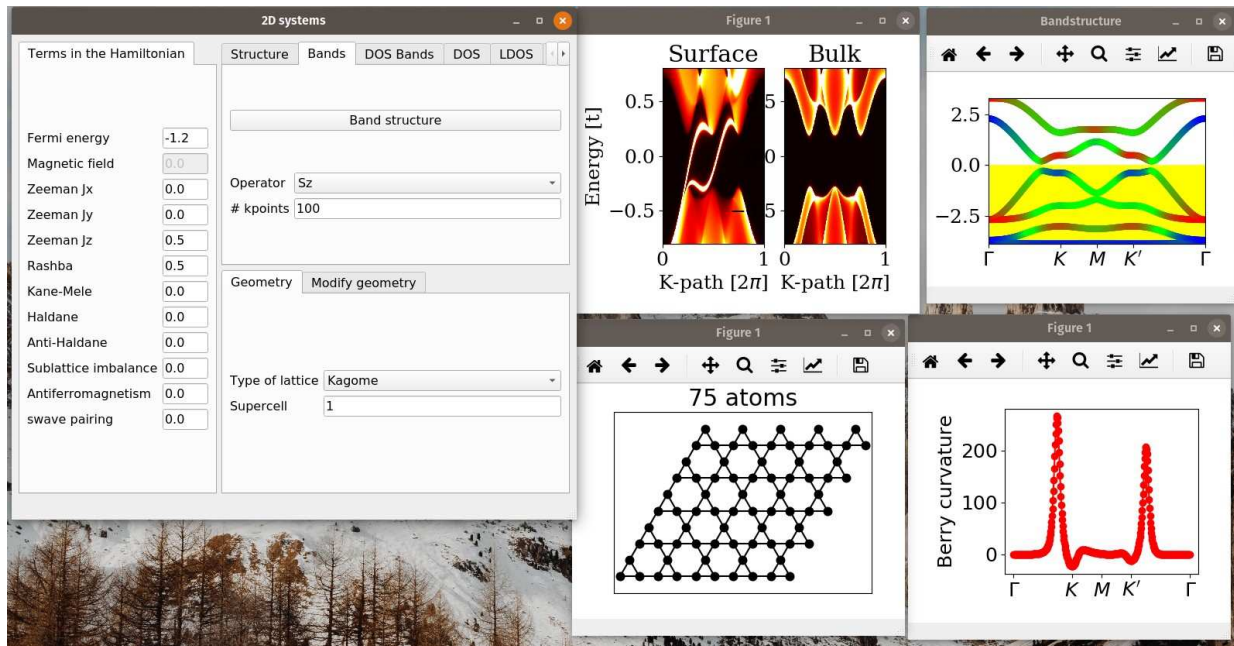 2D systems
Terms in the Hamiltonian
Fermi energy -1.2
Magnetic field 0.0
Zeeman Jx 0.0
Zeeman Jy 0.0
Zeeman Jz 0.5
Rashba 0.5
Kane-Mele 0.0
Haldane 0.0
Anti-Haldane 0.0
Sublattice imbalance 0.0
Antiferromagnetism 0.0
swave pairing 0.0
Structure Bands DOS Bands DOS LDOS
Band structure
Operator Sz
# kpoints 100
Geometry Modify geometry
Type of lattice Kagome
Supercell 1
Figure 1
Surface Bulk
Energy [t]
0.5 5
0.0 0
−0.5 5
0 1 0 1
K-path [2π] K-path [2π]
Bandstructure
2.5
0.0
−2.5
Γ K M K′ Γ
Figure 1
75 atoms
Figure 1
Berry curvature
200
100
0
Γ K M K′ Γ